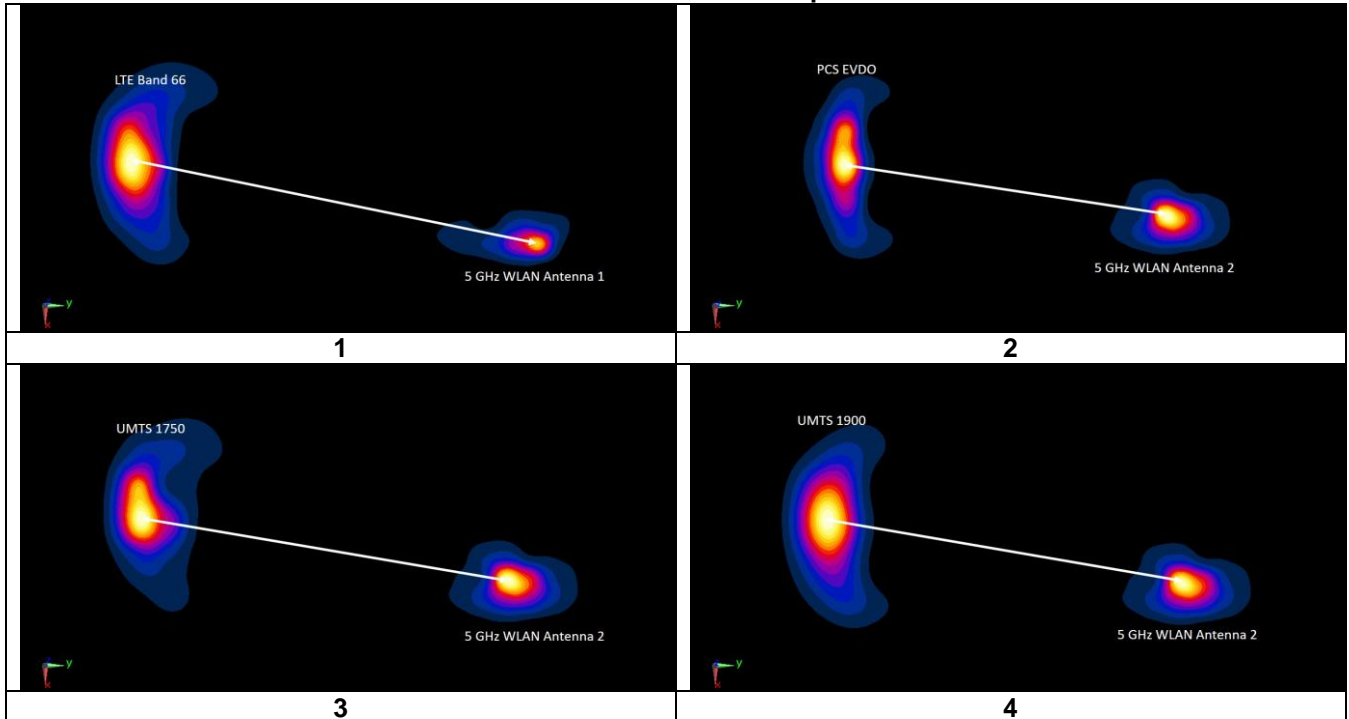 LTE Band 66
5 GHz WLAN Antenna 1
y
x
1
PCS EVDO
5 GHz WLAN Antenna 2
y
x
2
UMTS 1750
5 GHz WLAN Antenna 2
y
x
3
UMTS 1900
5 GHz WLAN Antenna 2
y
x
4